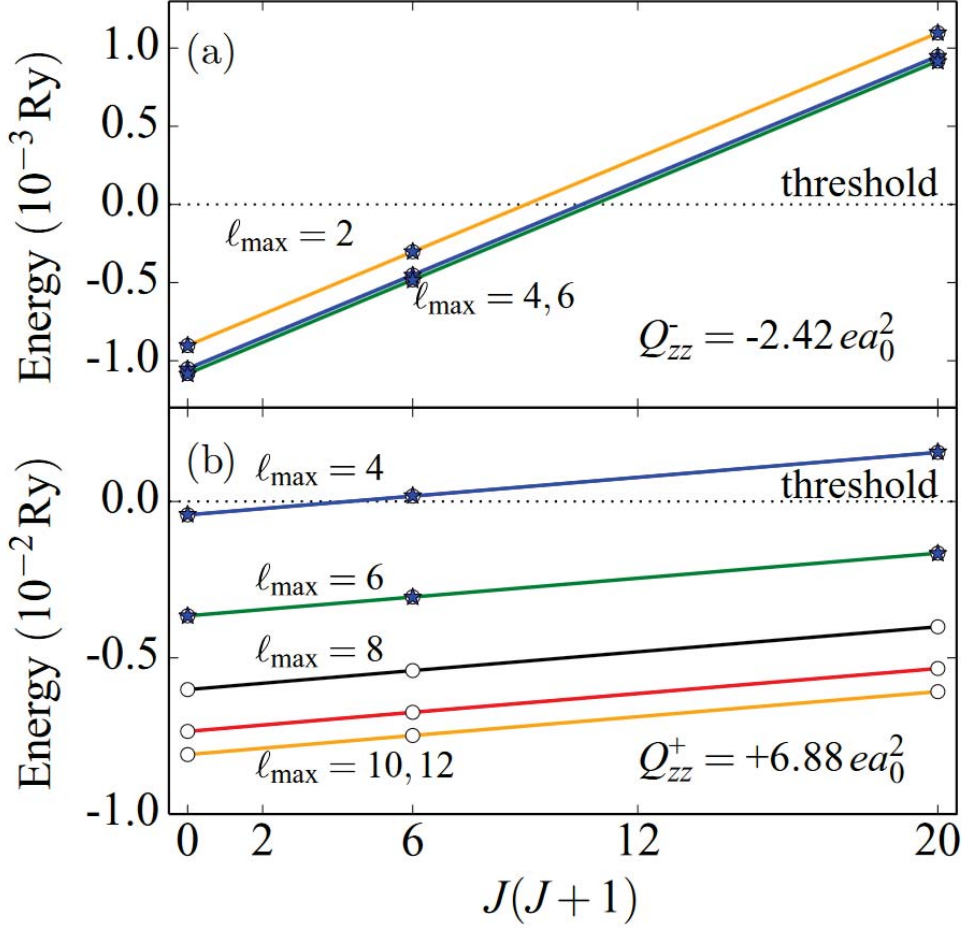 Energy (10⁻³ Ry)
1.0
0.5
0.0
-0.5
-1.0
(a)
threshold
ℓmax = 2
ℓmax = 4, 6
Q⁻zz = -2.42 ea₀²
Energy (10⁻² Ry)
0.0
-0.5
-1.0
(b)
ℓmax = 4
threshold
ℓmax = 6
ℓmax = 8
ℓmax = 10, 12
Q⁺zz = +6.88 ea₀²
0 2 6 12 20
J(J + 1)